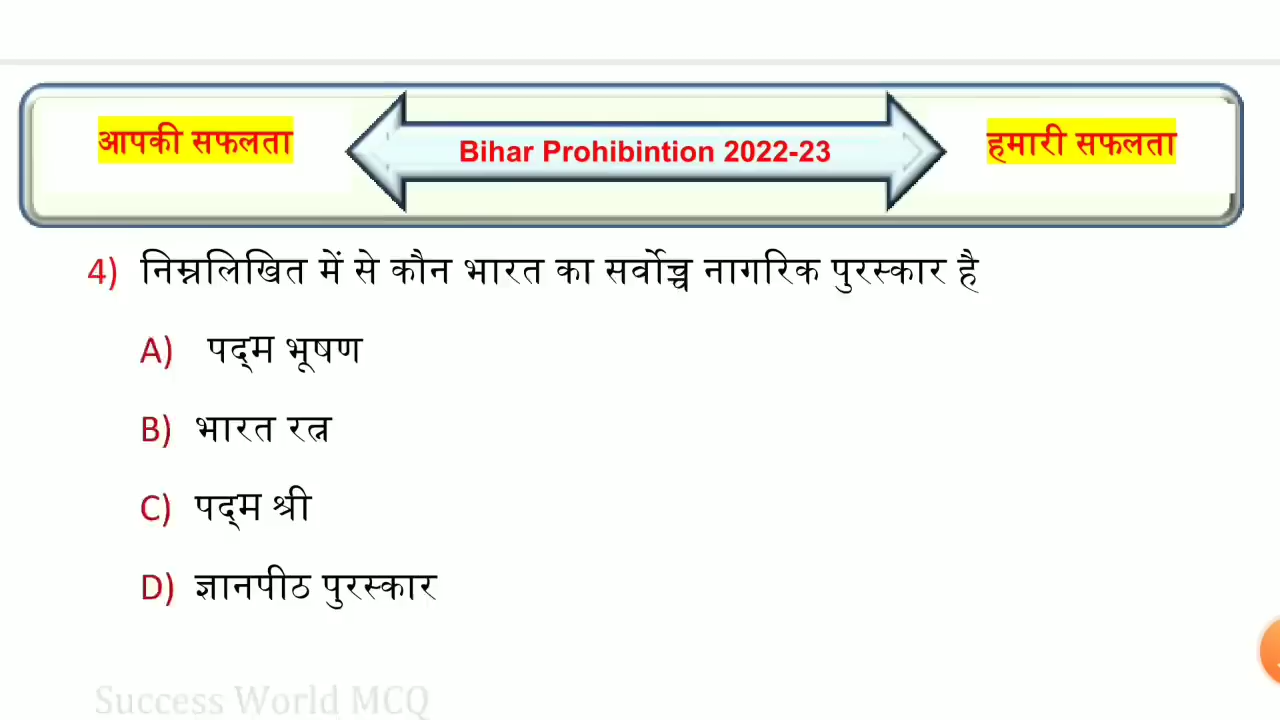 आपकी सफलता
Bihar Prohibintion 2022-23
हमारी सफलता
4) निम्नलिखित में से कौन भारत का सर्वोच्च नागरिक पुरस्कार है
A) पद्म भूषण
B) भारत रत्न
C) पद्म श्री
D) ज्ञानपीठ पुरस्कार
Success World MCQ